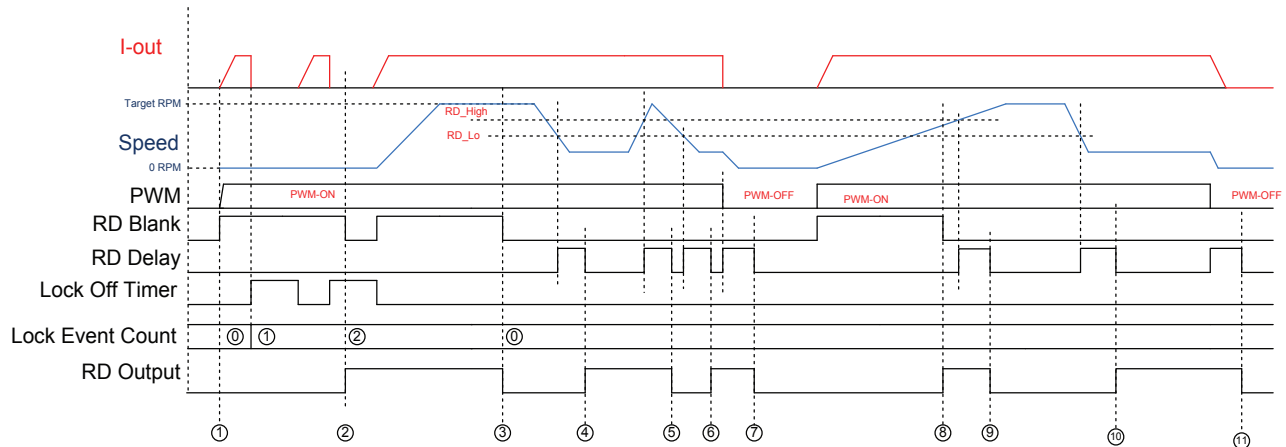 I-out
Target RPM
RD_High
RD_Lo
Speed
0 RPM
PWM
PWM-ON
PWM-OFF
PWM-ON
PWM-OFF
RD Blank
RD Delay
Lock Off Timer
Lock Event Count
⓪ ① ② ⓪
RD Output
① ② ③ ④ ⑤ ⑥ ⑦ ⑧ ⑨ ⑩ ⑪